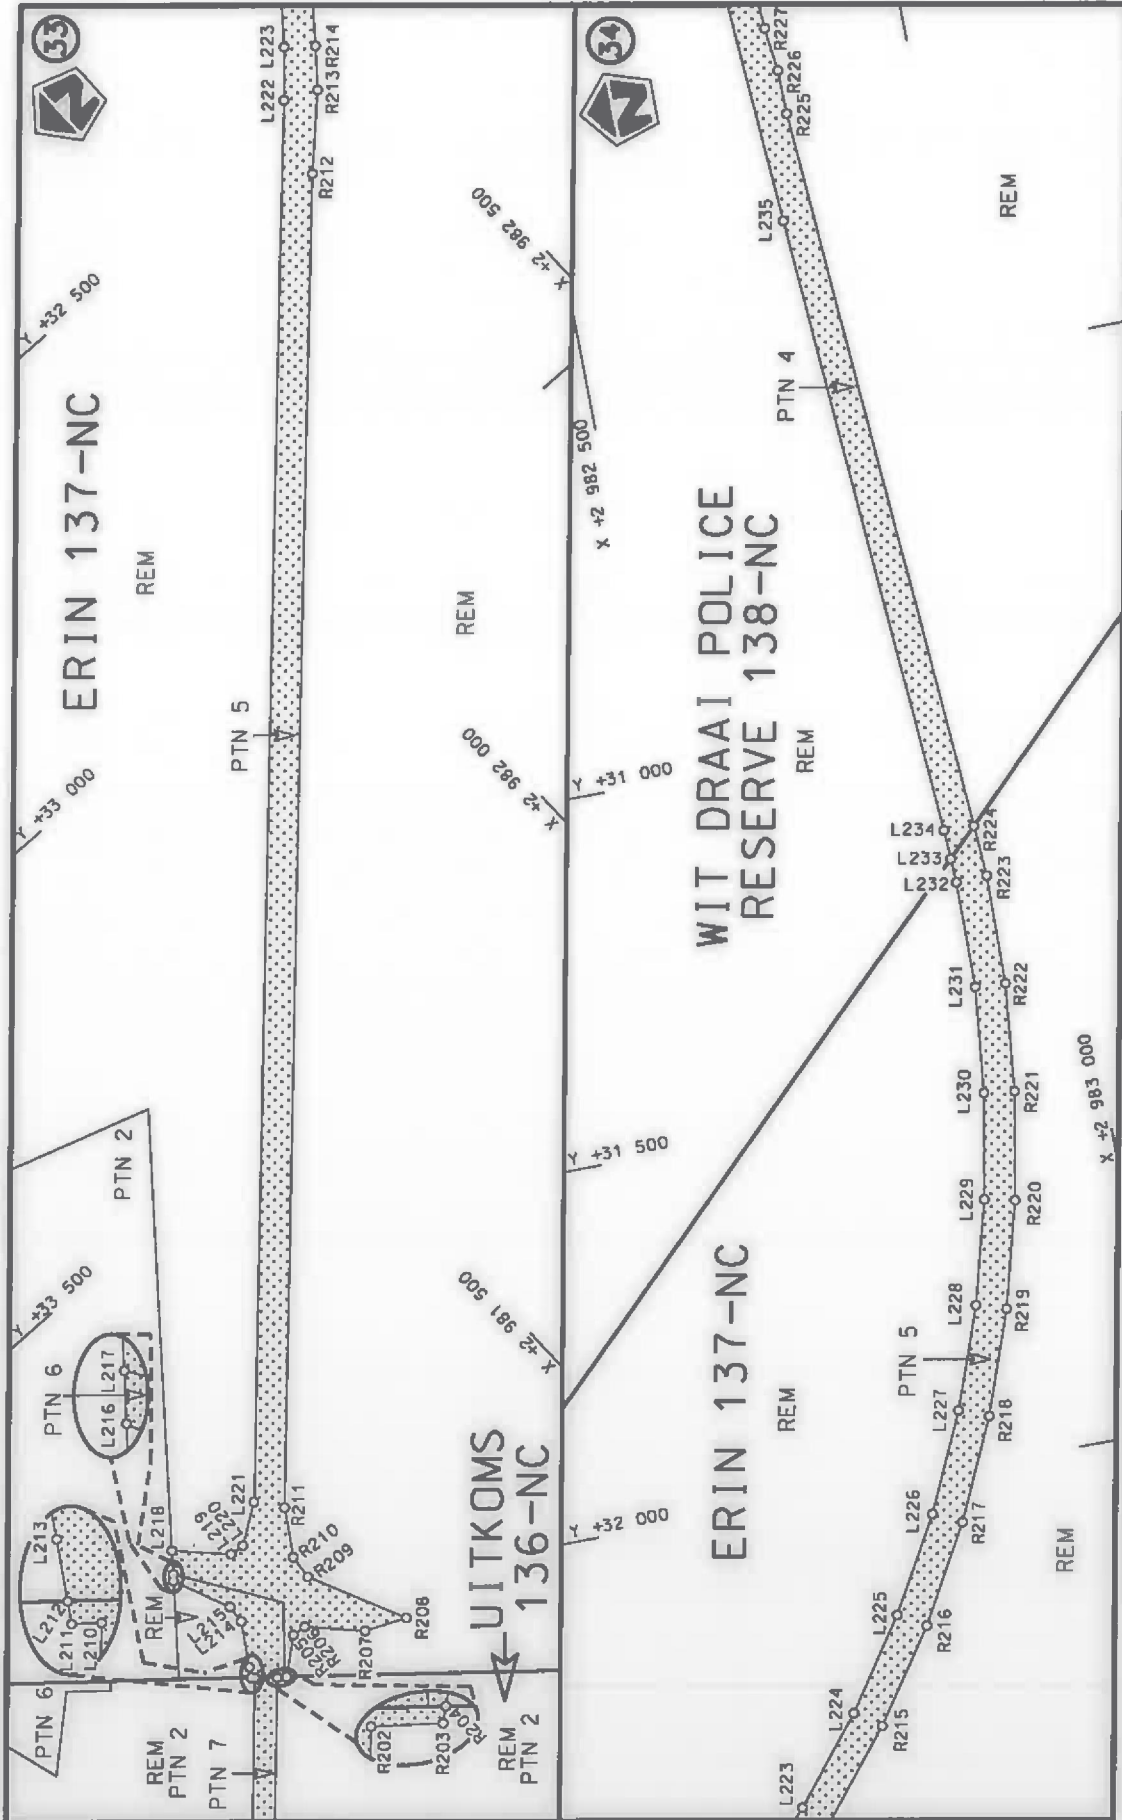 33
L222 L223
R212
R213
R214
Y +32 500
X +2 982 500
ERIN 137-NC
REM
REM
PTN 5
Y +33 000
X +2 982 000
PTN 2
Y +33 500
X +2 981 500
PTN 6
L216
L217
L213
L212
L211
L210
L218
L219
L220
L221
REM
L215
L214
R211
R210
R209
R208
R207
R206
R205
R202
R203
R204
PTN 6
REM
PTN 2
PTN 7
REM
PTN 2
UITKOMS
136-NC
34
R227
R226
R225
L235
REM
PTN 4
X +2 982 500
WIT DRAAI POLICE
RESERVE 138-NC
REM
Y +31 000
L234
L233
L232
R224
R223
L231
R222
L230
R221
X +2 983 000
Y +31 500
L229
R220
L228
R219
PTN 5
ERIN 137-NC
REM
L227
R218
L226
R217
Y +32 000
REM
L225
R216
L224
R215
L223